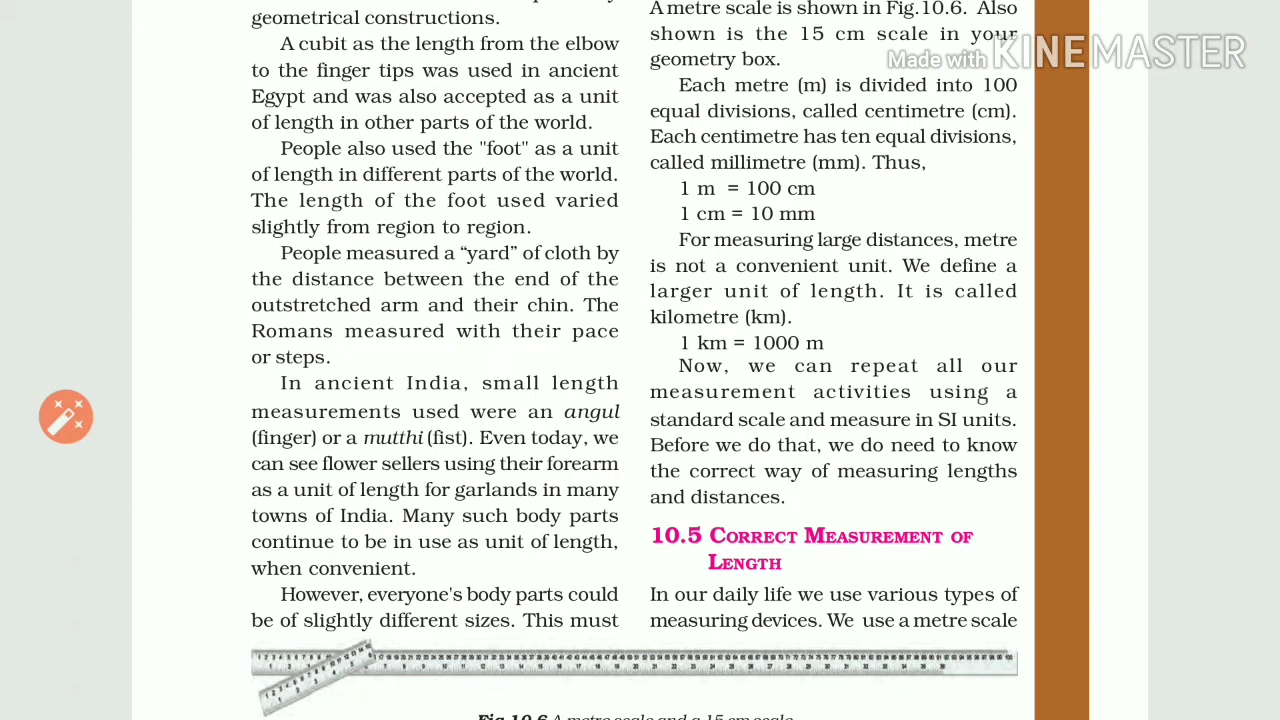 geometrical constructions.
A cubit as the length from the elbow
to the finger tips was used in ancient
Egypt and was also accepted as a unit
of length in other parts of the world.
People also used the "foot" as a unit
of length in different parts of the world.
The length of the foot used varied
slightly from region to region.
People measured a “yard” of cloth by
the distance between the end of the
outstretched arm and their chin. The
Romans measured with their pace
or steps.
In ancient India, small length
measurements used were an angul
(finger) or a mutthi (fist). Even today, we
can see flower sellers using their forearm
as a unit of length for garlands in many
towns of India. Many such body parts
continue to be in use as unit of length,
when convenient.
However, everyone's body parts could
be of slightly different sizes. This must
A metre scale is shown in Fig.10.6. Also
shown is the 15 cm scale in your
geometry box.
Each metre (m) is divided into 100
equal divisions, called centimetre (cm).
Each centimetre has ten equal divisions,
called millimetre (mm). Thus,
1 m = 100 cm
1 cm = 10 mm
For measuring large distances, metre
is not a convenient unit. We define a
larger unit of length. It is called
kilometre (km).
1 km = 1000 m
Now, we can repeat all our
measurement activities using a
standard scale and measure in SI units.
Before we do that, we do need to know
the correct way of measuring lengths
and distances.
10.5 Correct Measurement of
Length
In our daily life we use various types of
measuring devices. We use a metre scale
Fig 10.6 A metre scale and a 15 cm scale
Made with KINEMASTER